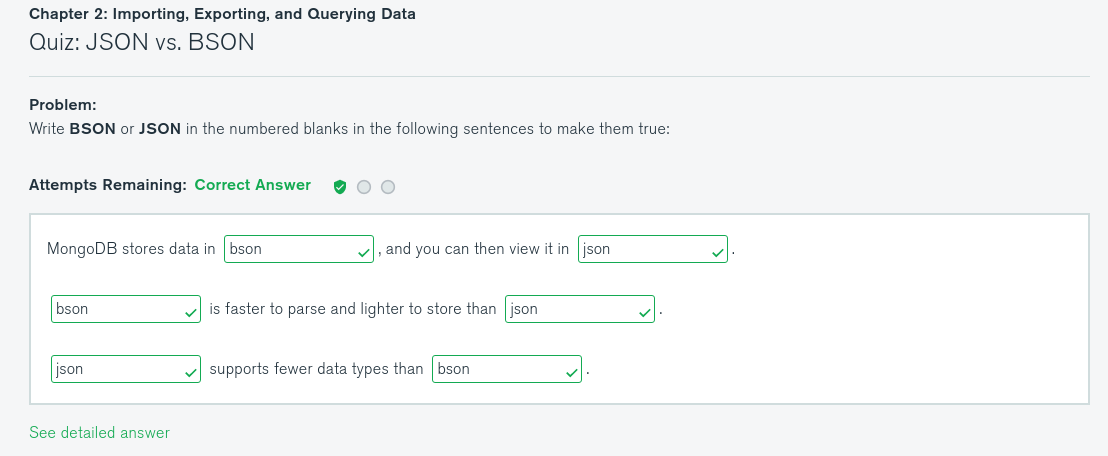 Chapter 2: Importing, Exporting, and Querying Data
Quiz: JSON vs. BSON
Problem:
Write BSON or JSON in the numbered blanks in the following sentences to make them true:
Attempts Remaining: Correct Answer
MongoDB stores data in bson , and you can then view it in json .
bson is faster to parse and lighter to store than json .
json supports fewer data types than bson .
See detailed answer